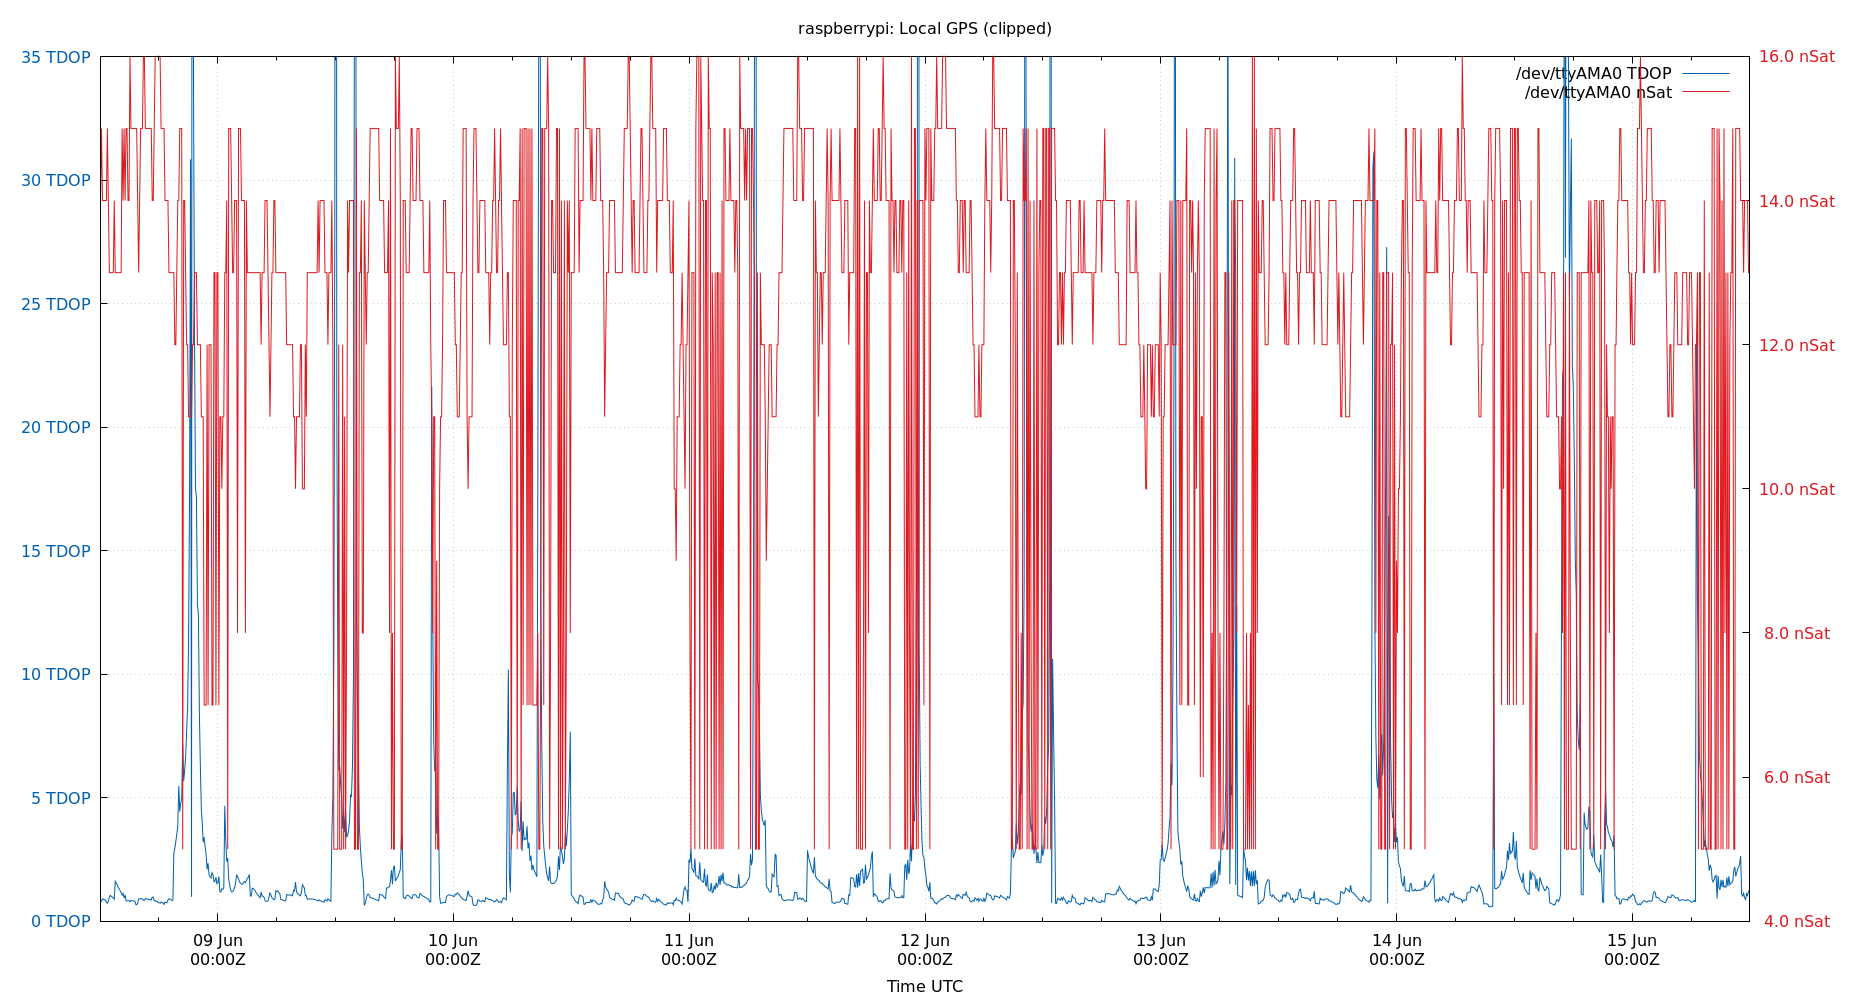 raspberrypi: Local GPS (clipped)
35 TDOP
30 TDOP
25 TDOP
20 TDOP
15 TDOP
10 TDOP
5 TDOP
0 TDOP
16.0 nSat
14.0 nSat
12.0 nSat
10.0 nSat
8.0 nSat
6.0 nSat
4.0 nSat
/dev/ttyAMA0 TDOP
/dev/ttyAMA0 nSat
09 Jun 10 Jun 11 Jun 12 Jun 13 Jun 14 Jun 15 Jun
00:00Z 00:00Z 00:00Z 00:00Z 00:00Z 00:00Z 00:00Z
Time UTC